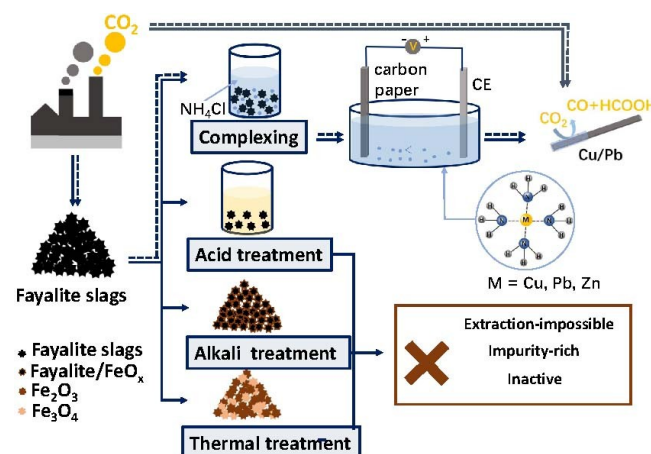 CO2
- V +
carbon
paper
CE
NH4Cl
Complexing
CO+HCOOH
CO2
Cu/Pb
Acid treatment
H H H H H H H H H H H H
N N N N
M
M = Cu, Pb, Zn
Fayalite slags
Alkali treatment
Extraction-impossible
Impurity-rich
Inactive
Fayalite slags
Fayalite/FeOx
Fe2O3
Fe3O4
Thermal treatment